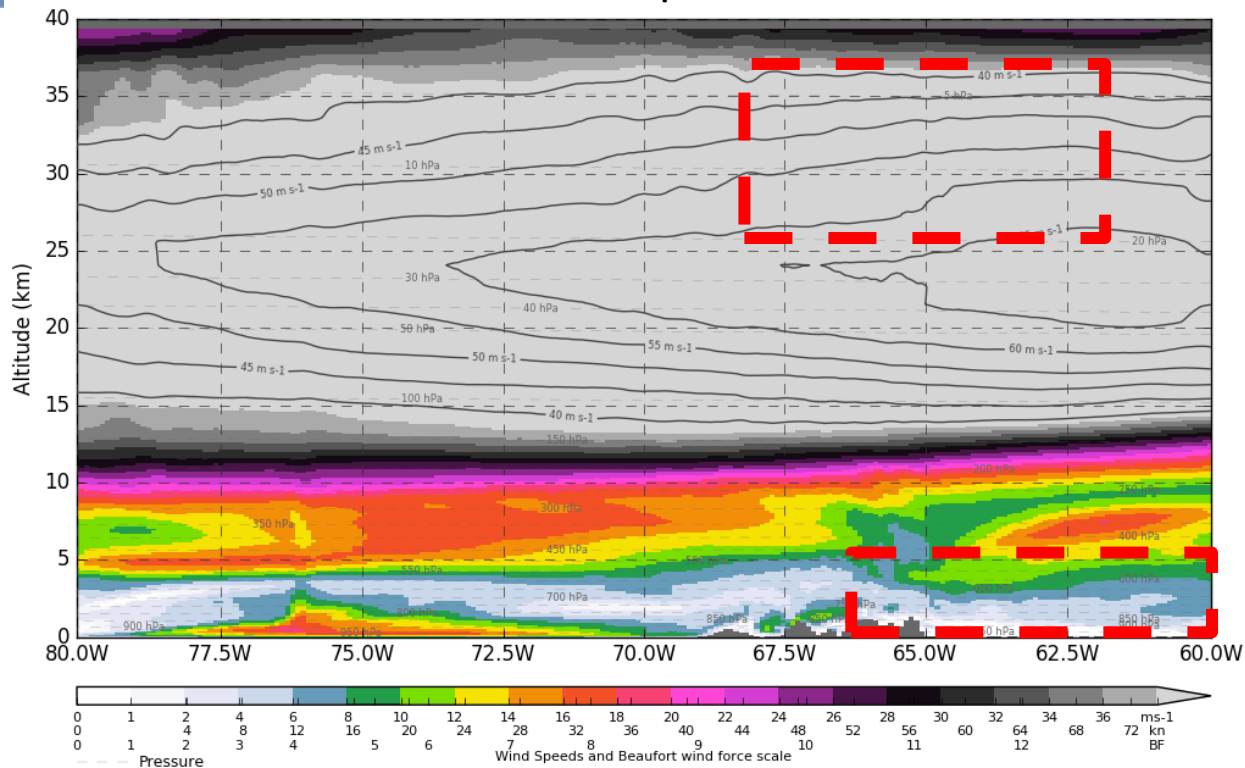 40
35
30
25
20
15
10
5
0
Altitude (km)
40 m s-1
5 hPa
45 m s-1
10 hPa
50 m s-1
20 hPa
30 hPa
40 hPa
50 hPa
55 m s-1
60 m s-1
50 m s-1
45 m s-1
100 hPa
40 m s-1
150 hPa
200 hPa
250 hPa
300 hPa
350 hPa
400 hPa
450 hPa
550 hPa
550 hPa
600 hPa
700 hPa
800 hPa
850 hPa
850 hPa
900 hPa
950 hPa
80.0W 77.5W 75.0W 72.5W 70.0W 67.5W 65.0W 62.5W 60.0W
0 1 2 4 6 8 10 12 14 16 18 20 22 24 26 28 30 32 34 36 ms-1
0 2 4 8 12 16 20 24 28 32 36 40 44 48 52 56 60 64 68 72 kn
0 1 2 3 4 5 6 7 8 9 10 11 12 BF
Wind Speeds and Beaufort wind force scale
Pressure